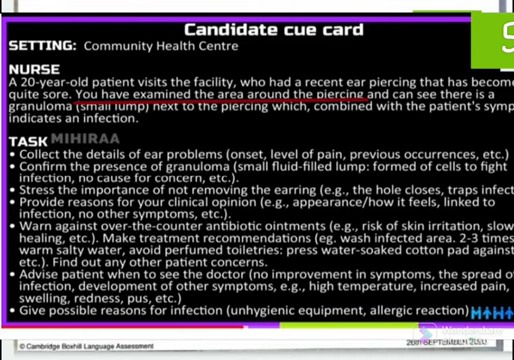 Candidate cue card
SETTING: Community Health Centre
NURSE
A 20-year-old patient visits the facility, who had a recent ear piercing that has become
quite sore. You have examined the area around the piercing and can see there is a
granuloma (small lump) next to the piercing which, combined with the patient's symp
indicates an infection.
TASK MIHIRAA
• Collect the details of ear problems (onset, level of pain, previous occurrences, etc.)
• Confirm the presence of granuloma (small fluid-filled lump: formed of cells to fight
infection, no cause for concern, etc.).
• Stress the importance of not removing the earring (e.g., the hole closes, traps infect
• Provide reasons for your clinical opinion (e.g., appearance/how it feels, linked to
infection, no other symptoms, etc.).
• Warn against over-the-counter antibiotic ointments (e.g., risk of skin irritation, slow
healing, etc.). Make treatment recommendations (eg. wash infected area. 2-3 times
warm salty water, avoid perfumed toiletries: press water-soaked cotton pad against
etc.). Find out any other patient concerns.
• Advise patient when to see the doctor (no improvement in symptoms, the spread o
infection, development of other symptoms, e.g., high temperature, increased pain,
swelling, redness, pus, etc.)
• Give possible reasons for infection (unhygienic equipment, allergic reaction)
© Cambridge Boxhill Language Assessment
SEPTEMBER 2020